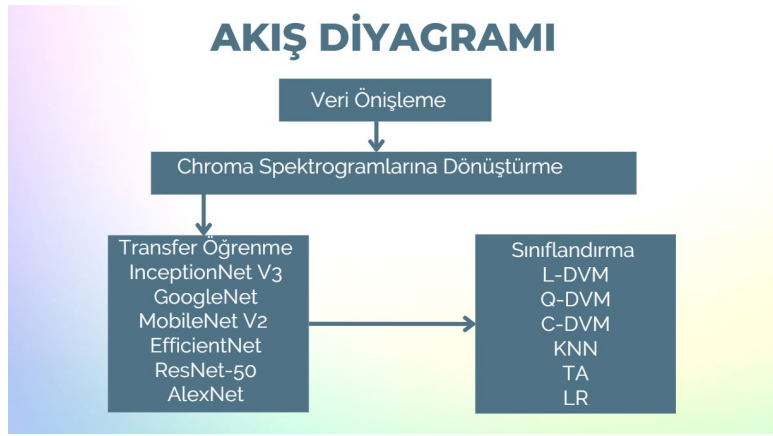 AKIŞ DİYAGRAMI
Veri Önişleme
Chroma Spektrogramlarına Dönüştürme
Transfer Öğrenme
InceptionNet V3
GoogleNet
MobileNet V2
EfficientNet
ResNet-50
AlexNet
Sınıflandırma
L-DVM
Q-DVM
C-DVM
KNN
TA
LR